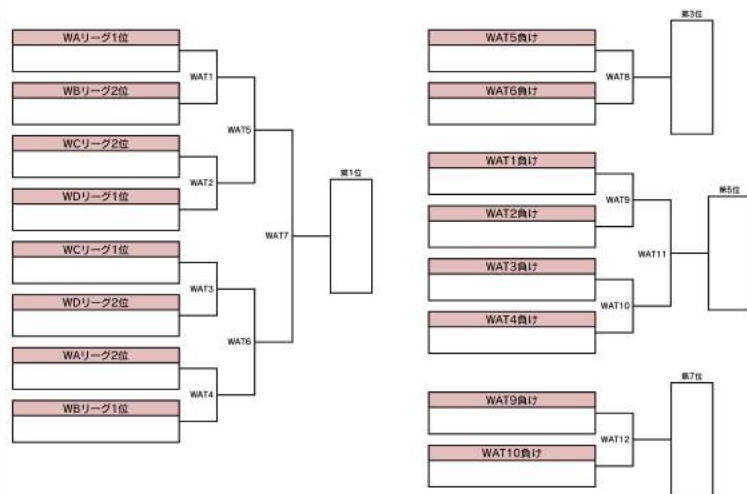 WAリーグ1位
WAT1
WBリーグ2位
WAT5
WCリーグ2位
WAT2
WDリーグ1位
第1位
WAT7
WCリーグ1位
WAT3
WDリーグ2位
WAT6
WAリーグ2位
WAT4
WBリーグ1位
第3位
WAT5負け
WAT8
WAT6負け
WAT1負け
第5位
WAT9
WAT2負け
WAT11
WAT3負け
WAT10
WAT4負け
第7位
WAT9負け
WAT12
WAT10負け